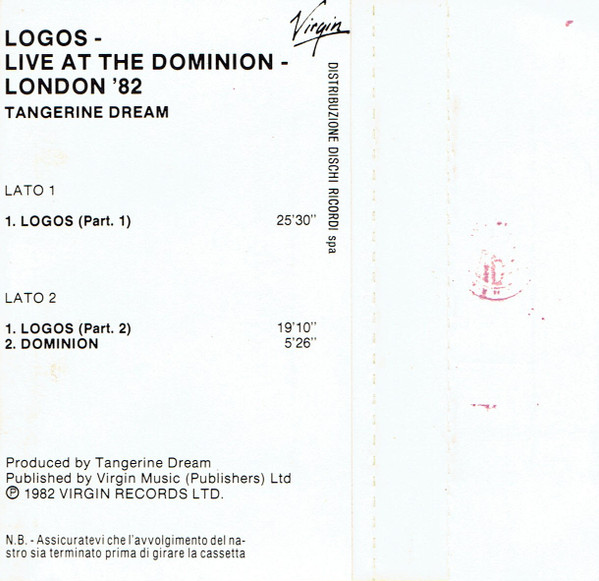 LOGOS -
LIVE AT THE DOMINION -
LONDON '82
TANGERINE DREAM
Virgin
DISTRIBUZIONE DISCHI RICORDI spa
LATO 1
1. LOGOS (Part. 1) 25'30"
LATO 2
1. LOGOS (Part. 2) 19'10"
2. DOMINION 5'26"
Produced by Tangerine Dream
Published by Virgin Music (Publishers) Ltd
℗ 1982 VIRGIN RECORDS LTD.
N.B. - Assicuratevi che l'avvolgimento del na-
stro sia terminato prima di girare la cassetta